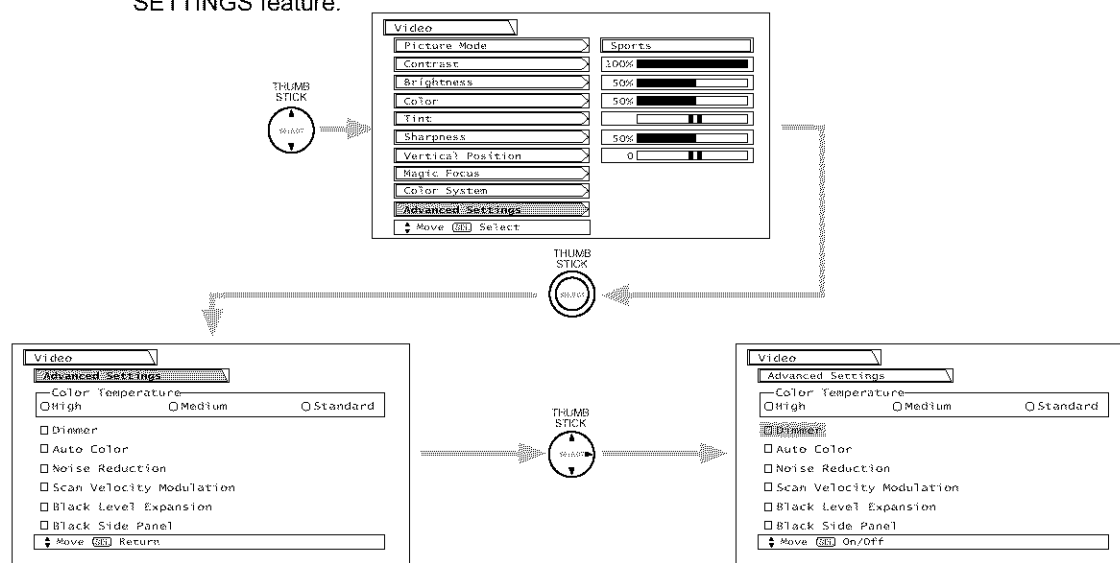 SETTINGS feature.
Video
Picture Mode
Sports
Contrast
100%
Brightness
50%
Color
50%
Tint
Sharpness
50%
Vertical Position
0
Magic Focus
Color System
Advanced Settings
Move SEL Select
THUMB
STICK
SELECT
THUMB
STICK
SELECT
Video
Advanced Settings
Color Temperature
High Medium Standard
Dimmer
Auto Color
Noise Reduction
Scan Velocity Modulation
Black Level Expansion
Black Side Panel
Move SEL Return
THUMB
STICK
SELECT
Video
Advanced Settings
Color Temperature
High Medium Standard
Dimmer
Auto Color
Noise Reduction
Scan Velocity Modulation
Black Level Expansion
Black Side Panel
Move SEL On/Off